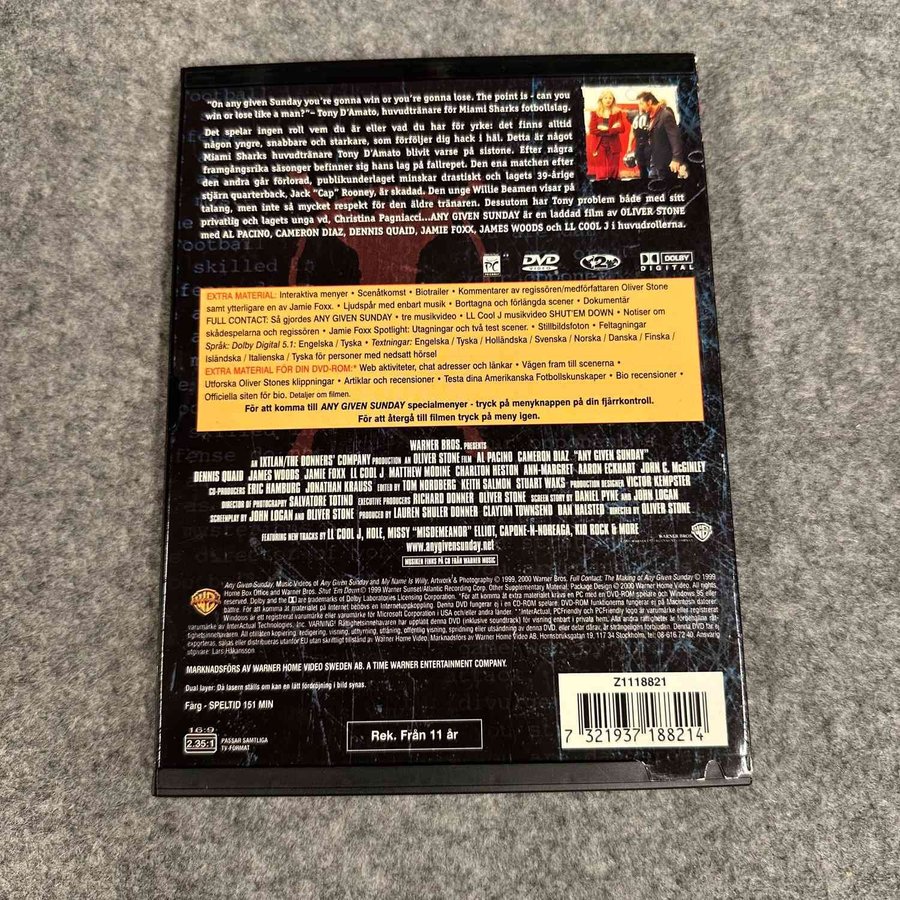 "On any given Sunday you're gonna win or you're gonna lose. The point is - can you
win or lose like a man?" – Tony D'Amato, huvudtränare för Miami Sharks fotbollslag.
Det spelar ingen roll vem du är eller vad du har för yrke: det finns alltid
någon yngre, snabbare och starkare, som förföljer dig hack i häl. Detta är något
Miami Sharks huvudtränare Tony D'Amato blivit varse på sistone. Efter några
framgångsrika säsonger befinner sig hans lag på fallrepet. Den ena matchen efter
den andra går förlorad, publikunderlaget minskar drastiskt och lagets 39-årige
stjärn quarterback, Jack "Cap" Rooney, är skadad. Den unge Willie Beamen visar på
talang, men inte så mycket respekt för den äldre tränaren. Dessutom har Tony problem både med sitt
privatlig och lagets unga vd, Christina Pagniacci...ANY GIVEN SUNDAY är en laddad film av OLIVER STONE
med AL PACINO, CAMERON DIAZ, DENNIS QUAID, JAMIE FOXX, JAMES WOODS och LL COOL J i huvudrollerna.
PC
DVD
VIDEO
2
DOLBY
DIGITAL
EXTRA MATERIAL: Interaktiva menyer • Scenåtkomst • Biotrailer • Kommentarer av regissören/medförfattaren Oliver Stone
samt ytterligare en av Jamie Foxx. • Ljudspår med enbart musik • Borttagna och förlängda scener • Dokumentär
FULL CONTACT: Så gjordes ANY GIVEN SUNDAY • tre musikvideo • LL Cool J musikvideo SHUT'EM DOWN • Notiser om
skådespelarna och regissören • Jamie Foxx Spotlight: Utagningar och två test scener. • Stillbildsfoton • Feltagningar
Språk: Dolby Digital 5.1: Engelska / Tyska • Textningar: Engelska / Tyska / Holländska / Svenska / Norska / Danska / Finska /
Isländska / Italienska / Tyska för personer med nedsatt hörsel
EXTRA MATERIAL FÖR DIN DVD-ROM:* Web aktiviteter, chat adresser och länkar • Vägen fram till scenerna •
Utforska Oliver Stones klippningar • Artiklar och recensioner • Testa dina Amerikanska Fotbollskunskaper • Bio recensioner •
Officiella siten för bio. Detaljer om filmen.
För att komma till ANY GIVEN SUNDAY specialmenyer - tryck på menyknappen på din fjärrkontroll.
För att återgå till filmen tryck på meny igen.
WARNER BROS. PRESENTS
AN IXTLAN/THE DONNERS' COMPANY PRODUCTION AN OLIVER STONE FILM AL PACINO CAMERON DIAZ "ANY GIVEN SUNDAY"
DENNIS QUAID JAMES WOODS JAMIE FOXX LL COOL J MATTHEW MODINE CHARLTON HESTON ANN-MARGRET AARON ECKHART JOHN C. McGINLEY
CO-PRODUCERS ERIC HAMBURG JONATHAN KRAUSS EDITED BY TOM NORDBERG KEITH SALMON STUART WAKS PRODUCTION DESIGNER VICTOR KEMPSTER
DIRECTOR OF PHOTOGRAPHY SALVATORE TOTINO EXECUTIVE PRODUCERS RICHARD DONNER OLIVER STONE SCREEN STORY BY DANIEL PYNE AND JOHN LOGAN
SCREENPLAY BY JOHN LOGAN AND OLIVER STONE PRODUCED BY LAUREN SHULER DONNER CLAYTON TOWNSEND DAN HALSTED DIRECTED BY OLIVER STONE
FEATURING NEW TRACKS BY LL COOL J, HOLE, MISSY "MISDEMEANOR" ELLIOT, CAPONE-N-NOREAGA, KID ROCK & MORE
WARNER BROS.
www.anygivensunday.net
MUSIKEN FINNS PÅ CD FRÅN WARNER MUSIC
MARKNADSFÖRS AV WARNER HOME VIDEO SWEDEN AB. A TIME WARNER ENTERTAINMENT COMPANY.
Dual layer: Då lasern ställs om kan en lätt fördröjning i bild synas.
Färg - SPELTID 151 MIN
16:9
2.35:1
PASSAR SAMTLIGA
TV-FORMAT
Rek. Från 11 år
Z1118821
7 321937 188214